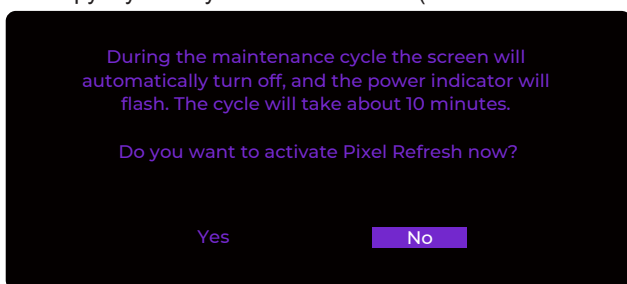 During the maintenance cycle the screen will
automatically turn off, and the power indicator will
flash. The cycle will take about 10 minutes.
Do you want to activate Pixel Refresh now?
Yes No